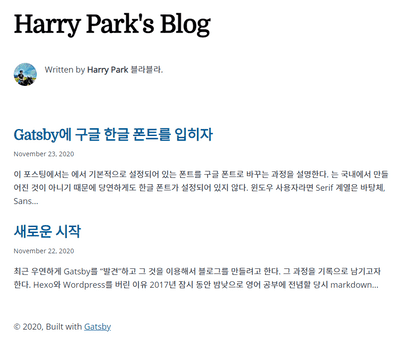 Harry Park's Blog
Written by Harry Park 블라블라.
Gatsby에 구글 한글 폰트를 입히자
November 23, 2020
이 포스팅에서는 에서 기본적으로 설정되어 있는 폰트를 구글 폰트로 바꾸는 과정을 설명한다. 는 국내에서 만들
어진 것이 아니기 때문에 당연하게도 한글 폰트가 설정되어 있지 않다. 윈도우 사용자라면 Serif 계열은 바탕체,
Sans…
새로운 시작
November 22, 2020
최근 우연하게 Gatsby를 “발견”하고 그 것을 이용해서 블로그를 만들려고 한다. 그 과정을 기록으로 남기고자
한다. Hexo와 Wordpress를 버린 이유 2017년 잠시 동안 밤낮으로 영어 공부에 전념할 당시 markdown…
© 2020, Built with Gatsby